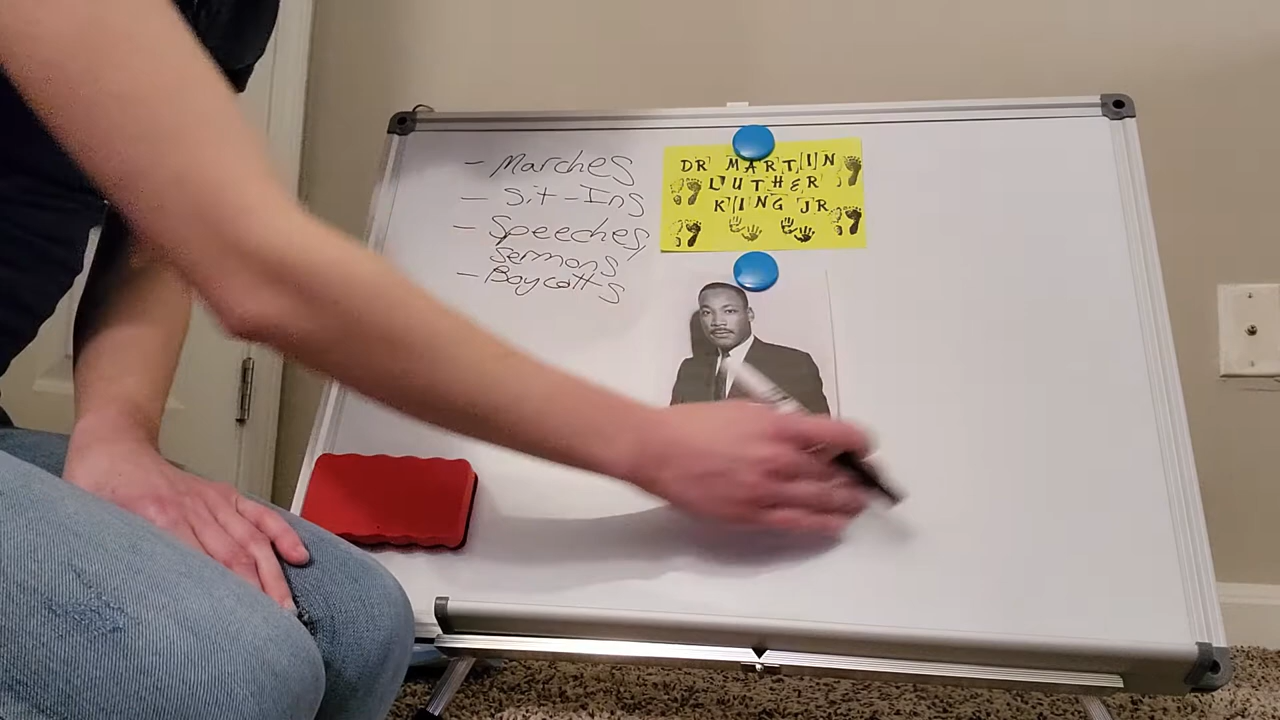 - Marches
- Sit-Ins
- Speeches,
Sermons
- Boycotts
DR MARTIN
LUTHER
KING JR